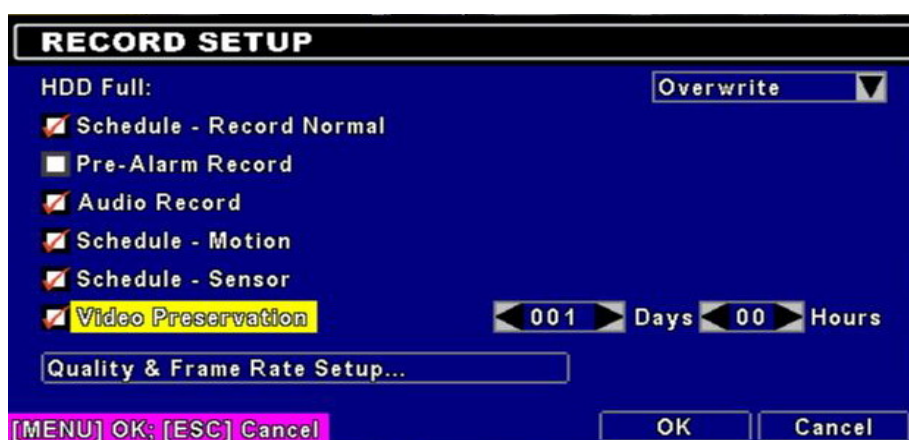 RECORD SETUP
HDD Full: Overwrite
Schedule - Record Normal
Pre-Alarm Record
Audio Record
Schedule - Motion
Schedule - Sensor
Video Preservation 001 Days 00 Hours
Quality & Frame Rate Setup...
[MENU] OK; [ESC] Cancel OK Cancel